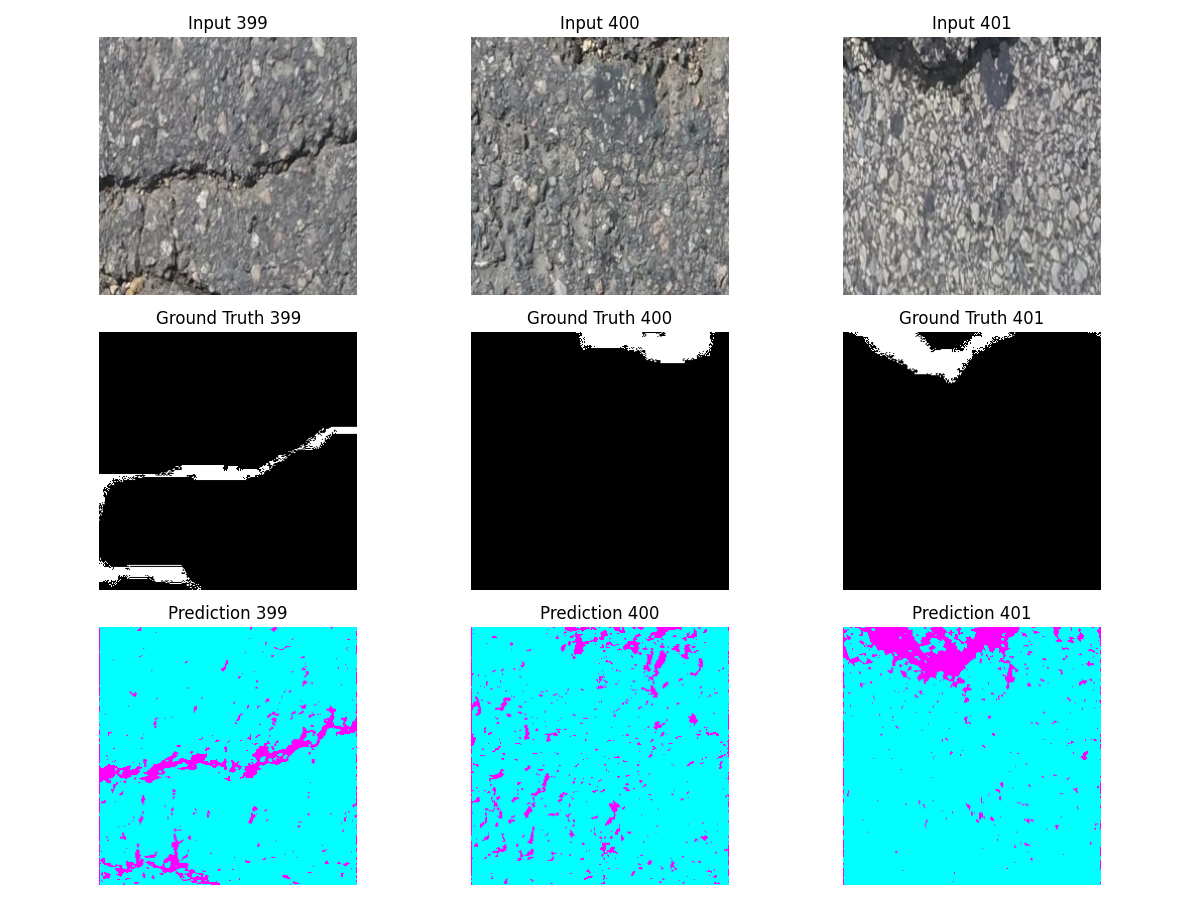 Input 399
Input 400
Input 401
Ground Truth 399
Ground Truth 400
Ground Truth 401
Prediction 399
Prediction 400
Prediction 401